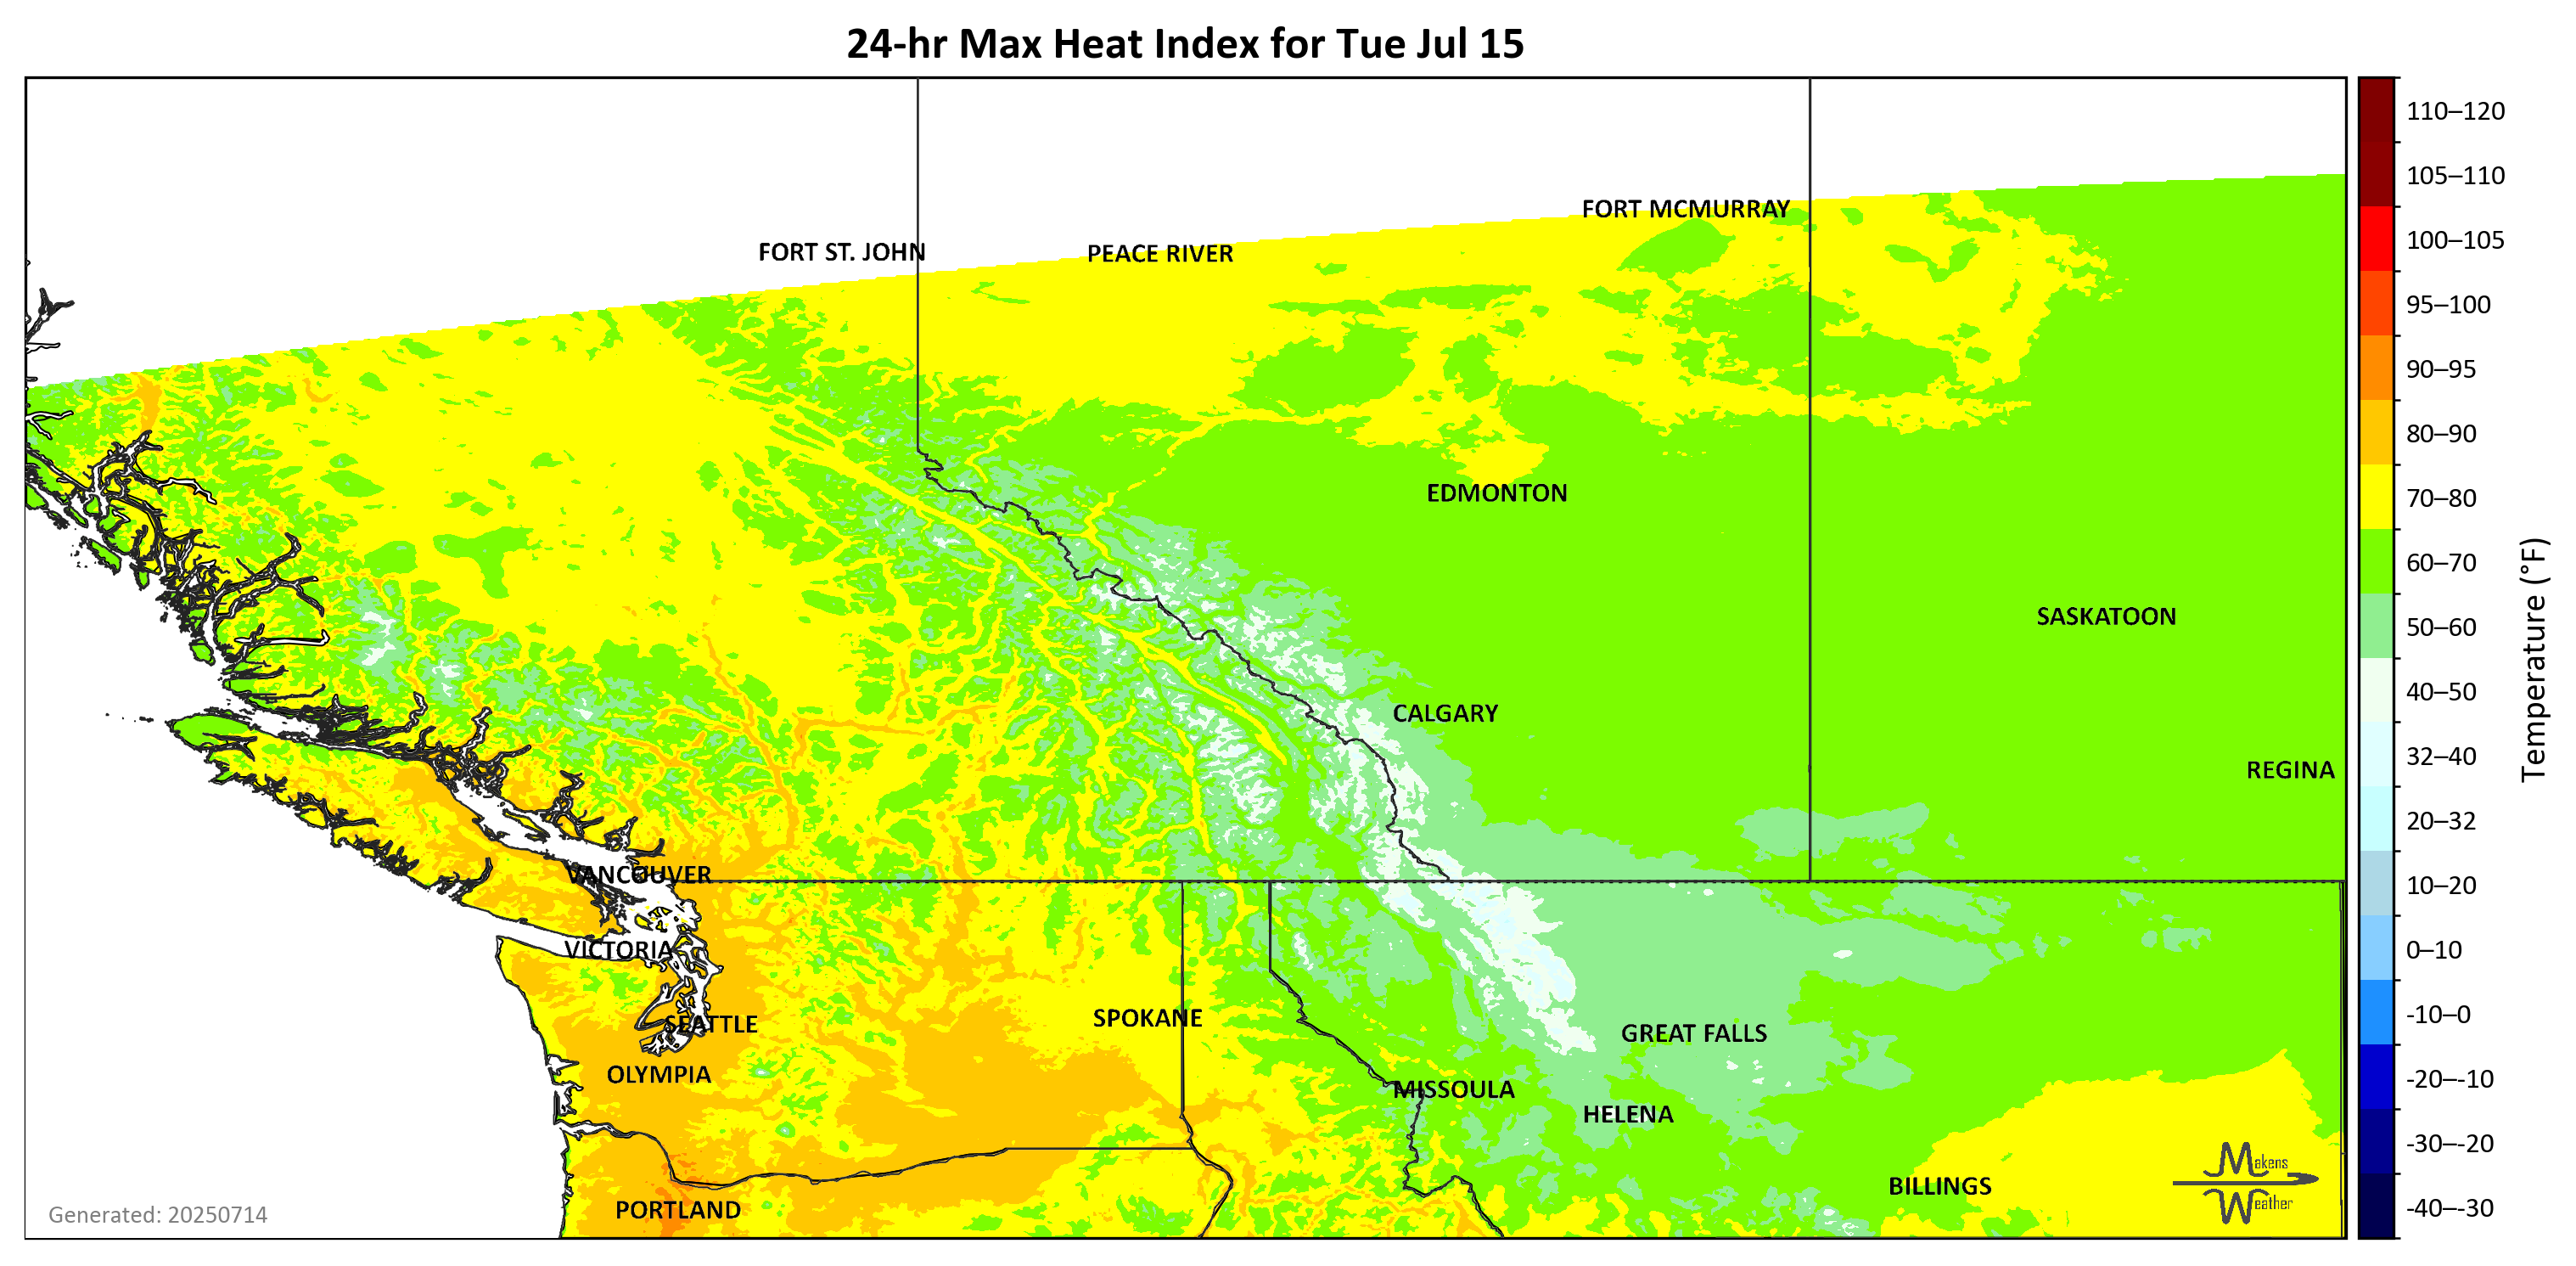 24-hr Max Heat Index for Tue Jul 15
FORT MCMURRAY
FORT ST. JOHN
PEACE RIVER
EDMONTON
SASKATOON
CALGARY
REGINA
VANCOUVER
VICTORIA
SEATTLE
SPOKANE
GREAT FALLS
OLYMPIA
MISSOULA
HELENA
BILLINGS
PORTLAND
Makens
Weather
Generated: 20250714
110–120
105–110
100–105
95–100
90–95
80–90
70–80
60–70
50–60
40–50
32–40
20–32
10–20
0–10
-10–0
-20–-10
-30–-20
-40–-30
Temperature (°F)